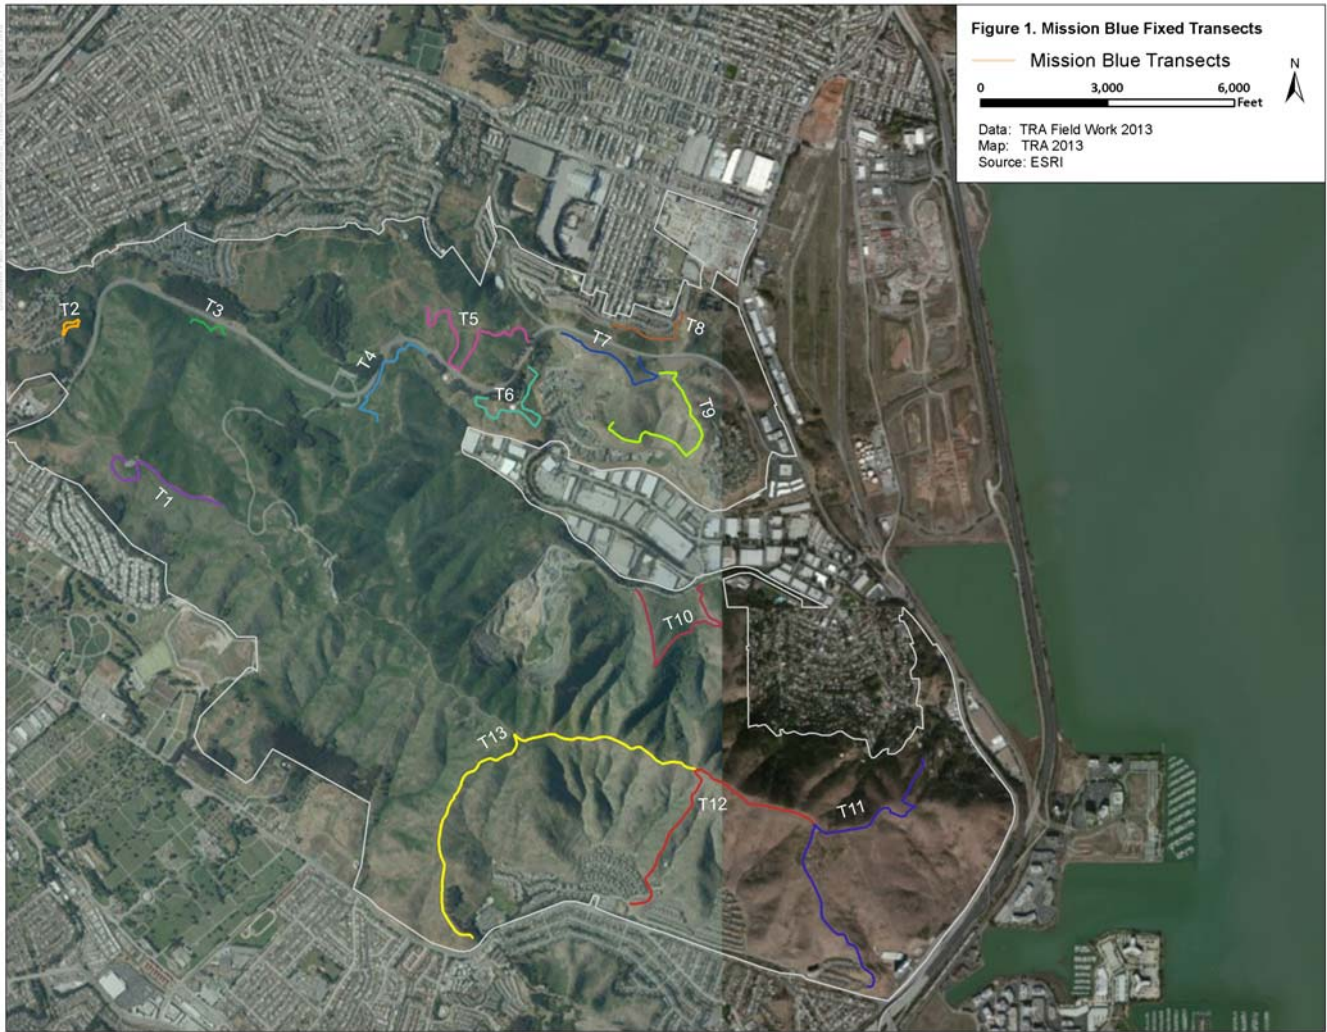 Figure 1. Mission Blue Fixed Transects
Mission Blue Transects
N
0 3,000 6,000
Feet
Data: TRA Field Work 2013
Map: TRA 2013
Source: ESRI
T2
T3
T5
T8
T7
T4
T6
T9
T1
T10
T13
T12
T11